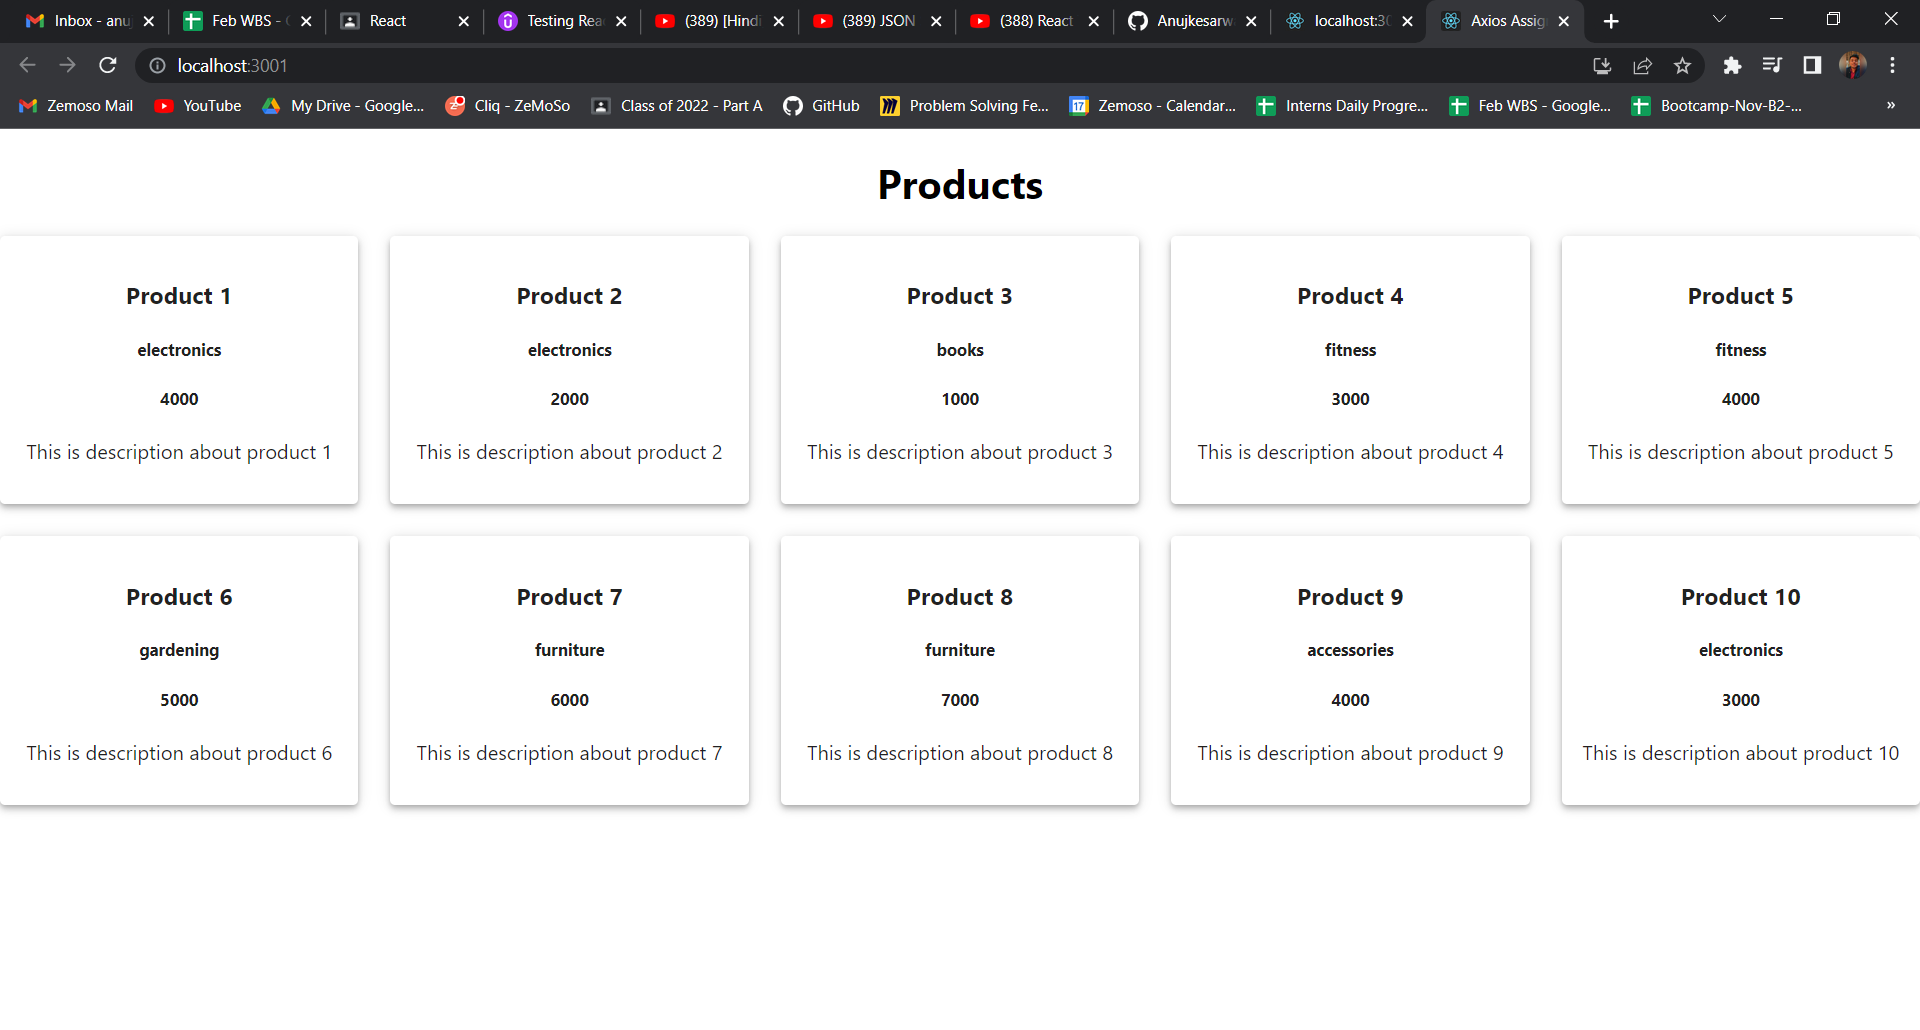 Inbox - anuj Feb WBS - React Testing Rea (389) [Hindi (389) JSON (388) React Anujkesarw localhost:30 Axios Assig
localhost:3001
Zemoso Mail YouTube My Drive - Google... Cliq - ZeMoSo Class of 2022 - Part A GitHub Problem Solving Fe... Zemoso - Calendar... Interns Daily Progre... Feb WBS - Google... Bootcamp-Nov-B2-... »
Products
Product 1 Product 2 Product 3 Product 4 Product 5
electronics electronics books fitness fitness
4000 2000 1000 3000 4000
This is description about product 1 This is description about product 2 This is description about product 3 This is description about product 4 This is description about product 5
Product 6 Product 7 Product 8 Product 9 Product 10
gardening furniture furniture accessories electronics
5000 6000 7000 4000 3000
This is description about product 6 This is description about product 7 This is description about product 8 This is description about product 9 This is description about product 10